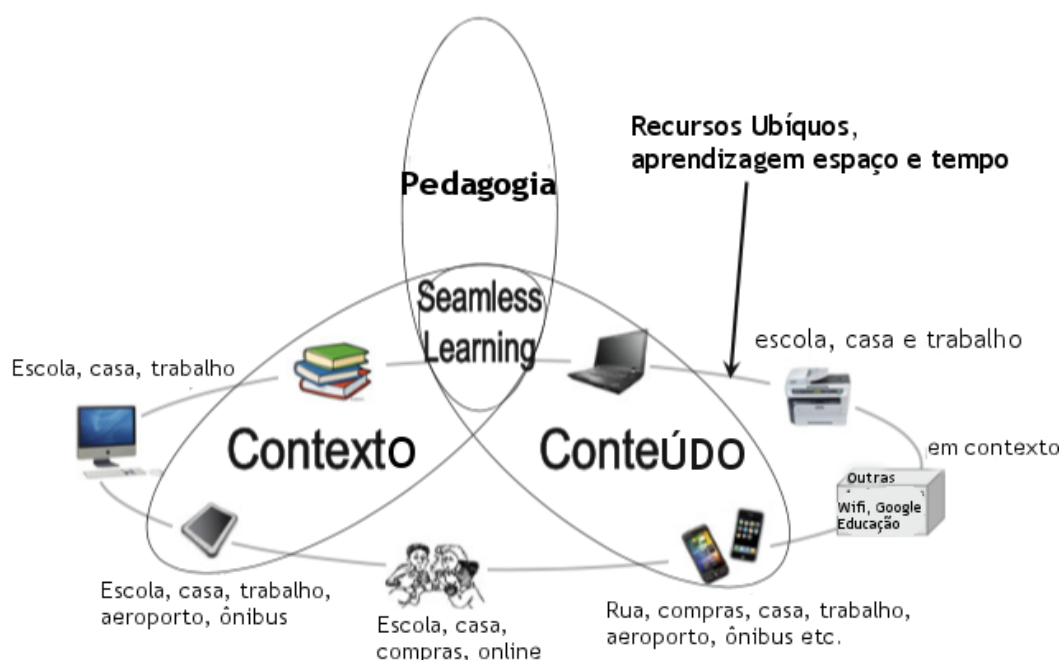 Recursos Ubíquos,
aprendizagem espaço e tempo
Pedagogia
Seamless
Learning
escola, casa e trabalho
Escola, casa, trabalho
Contexto
ConteÚDO
em contexto
Outras
Wifi, Google
Educação
Escola, casa, trabalho,
aeroporto, ônibus
Escola, casa,
compras, online
Rua, compras, casa, trabalho,
aeroporto, ônibus etc.